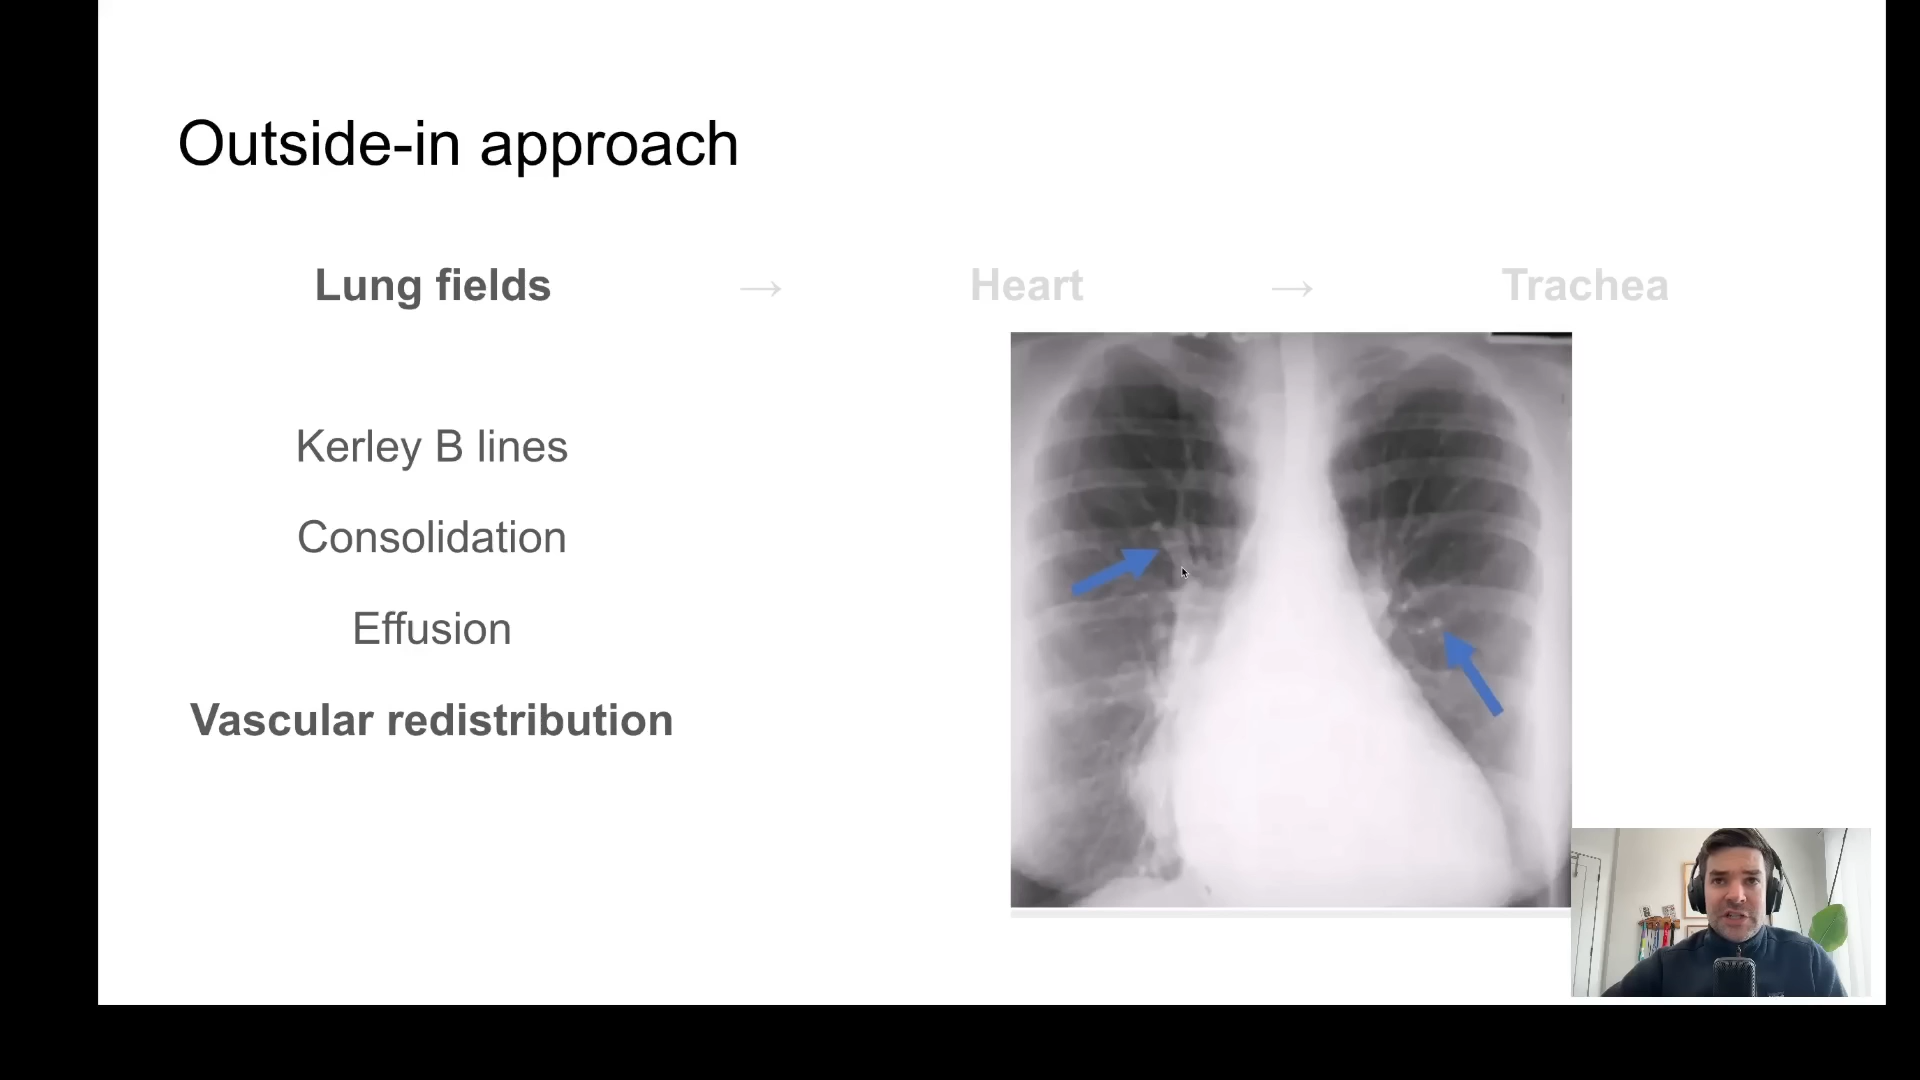 Outside-in approach
Lung fields → Heart → Trachea
Kerley B lines
Consolidation
Effusion
Vascular redistribution